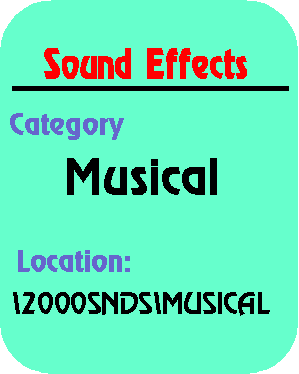 Sound Effects
Category
Musical
Location:
\2000SNDS\MUSICAL